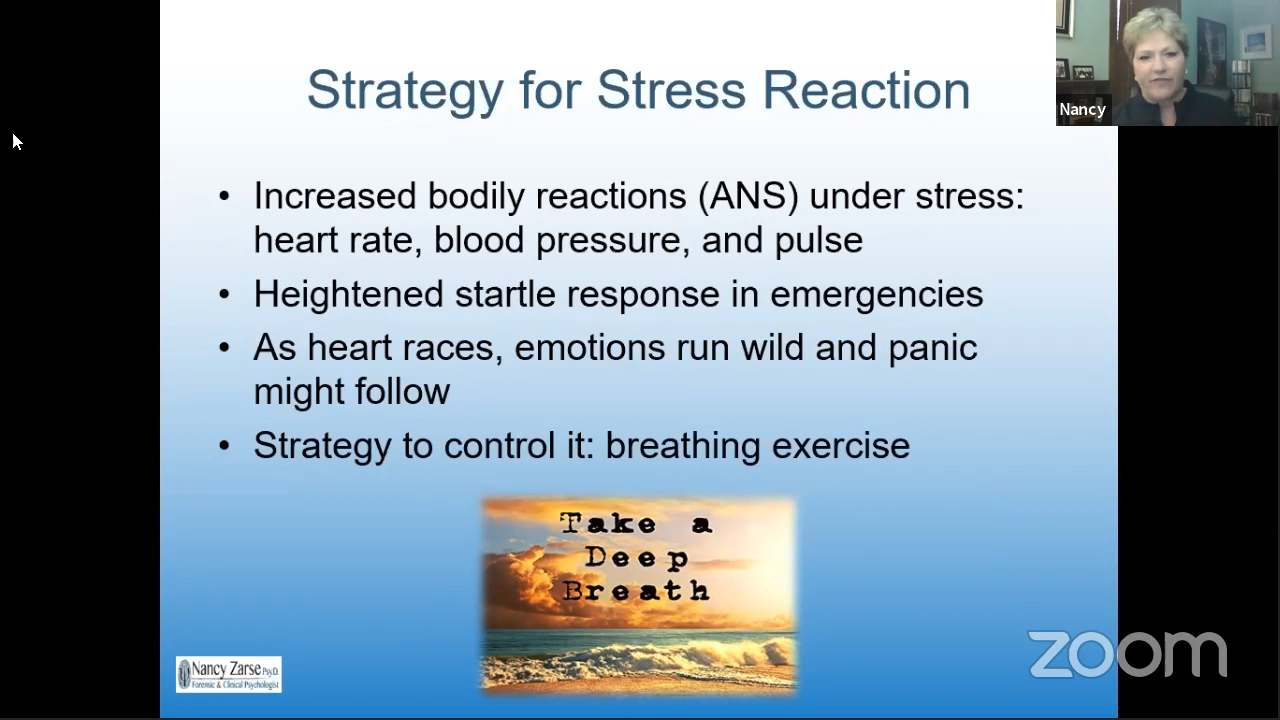 Strategy for Stress Reaction
Nancy
• Increased bodily reactions (ANS) under stress:
heart rate, blood pressure, and pulse
• Heightened startle response in emergencies
• As heart races, emotions run wild and panic
might follow
• Strategy to control it: breathing exercise
Take a
Deep
Breath
Nancy Zarse Psy.D.
Forensic & Clinical Psychologist
zoom